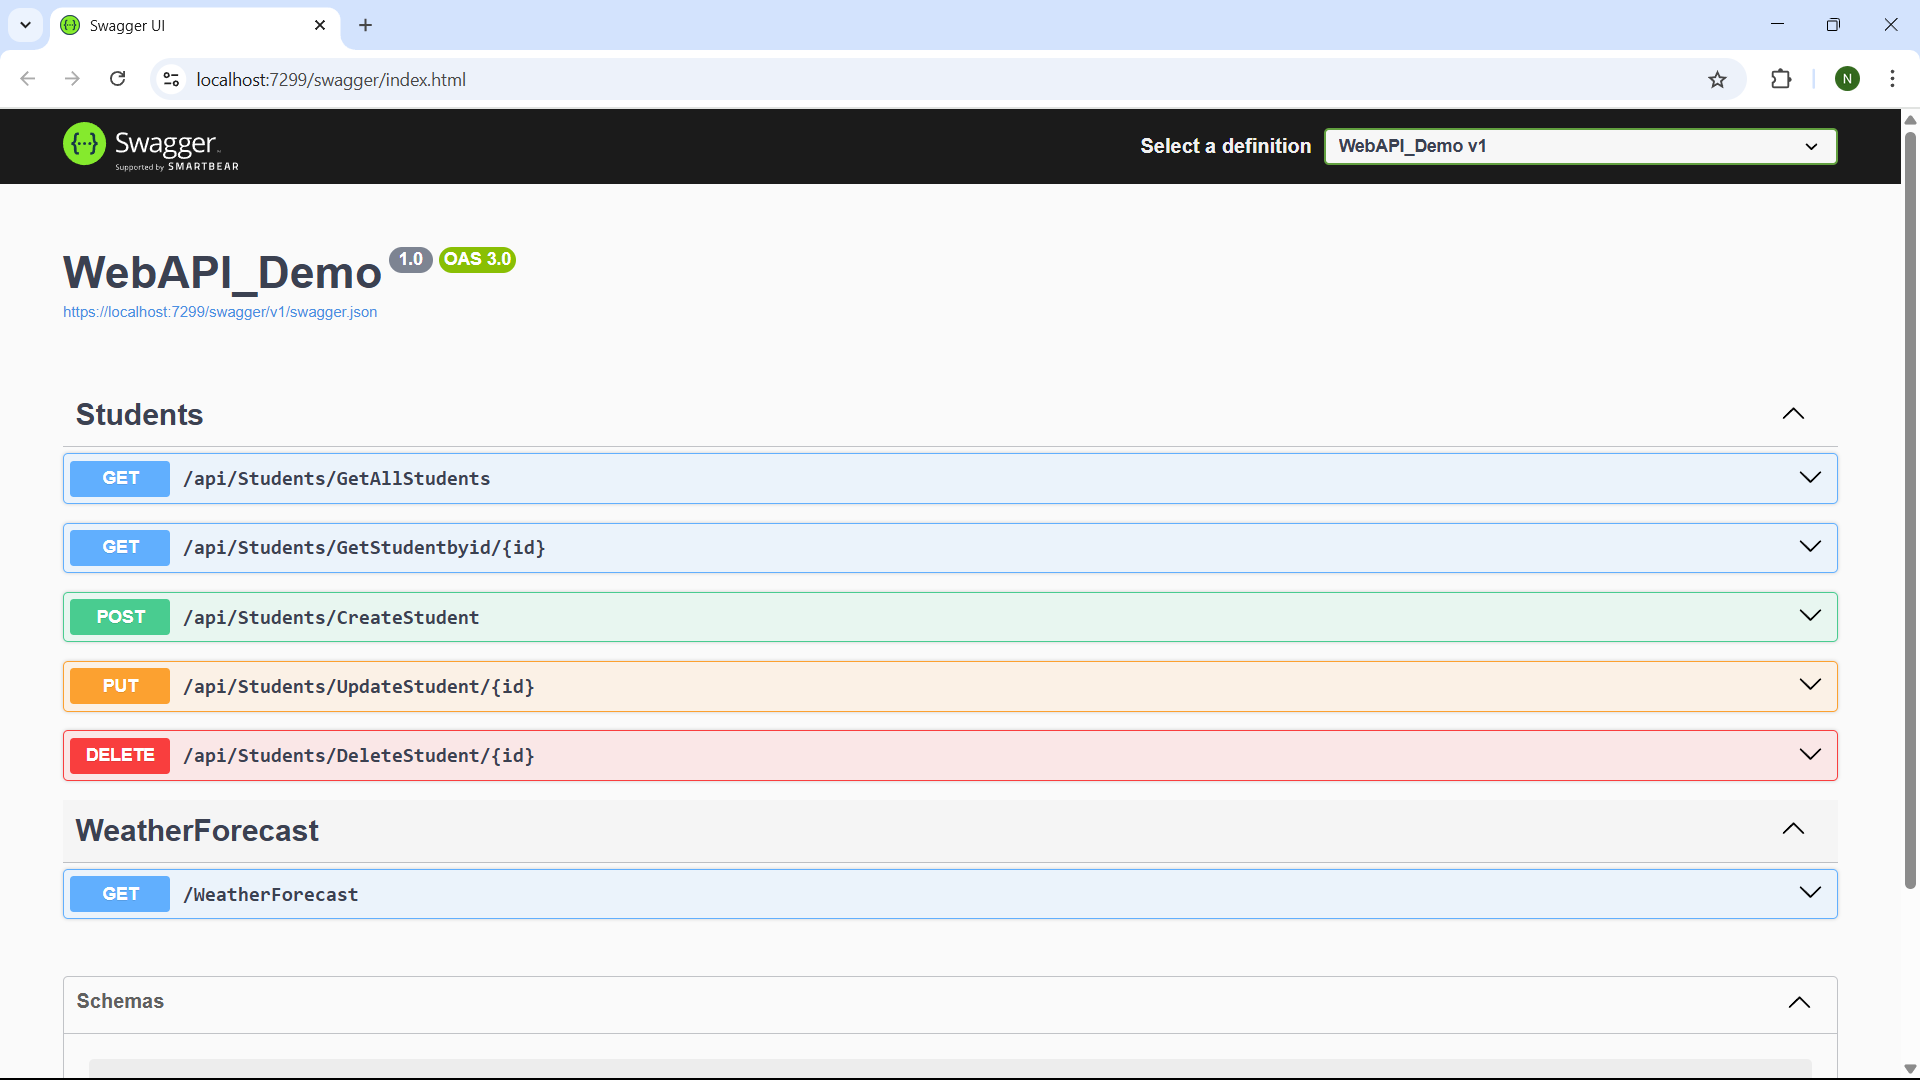 Swagger UI
localhost:7299/swagger/index.html
N
Swagger
Supported by SMARTBEAR
Select a definition
WebAPI_Demo v1
WebAPI_Demo 1.0 OAS 3.0
https://localhost:7299/swagger/v1/swagger.json
Students
GET /api/Students/GetAllStudents
GET /api/Students/GetStudentbyid/{id}
POST /api/Students/CreateStudent
PUT /api/Students/UpdateStudent/{id}
DELETE /api/Students/DeleteStudent/{id}
WeatherForecast
GET /WeatherForecast
Schemas